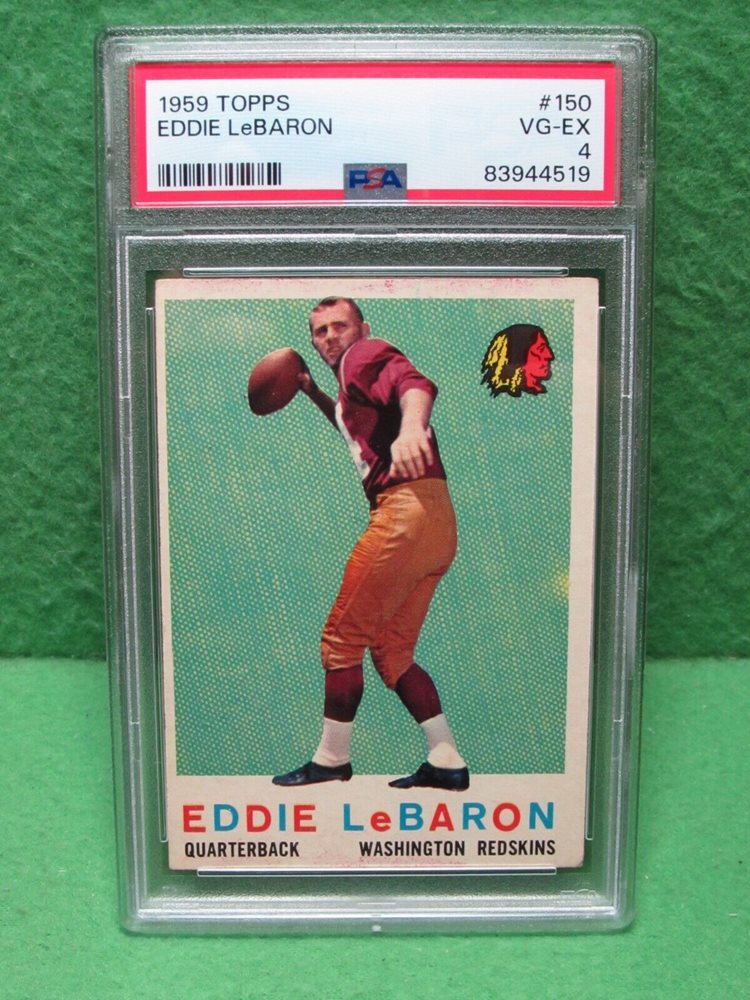 1959 TOPPS #150
EDDIE LeBARON VG-EX
4
PSA 83944519
EDDIE LeBARON
QUARTERBACK WASHINGTON REDSKINS